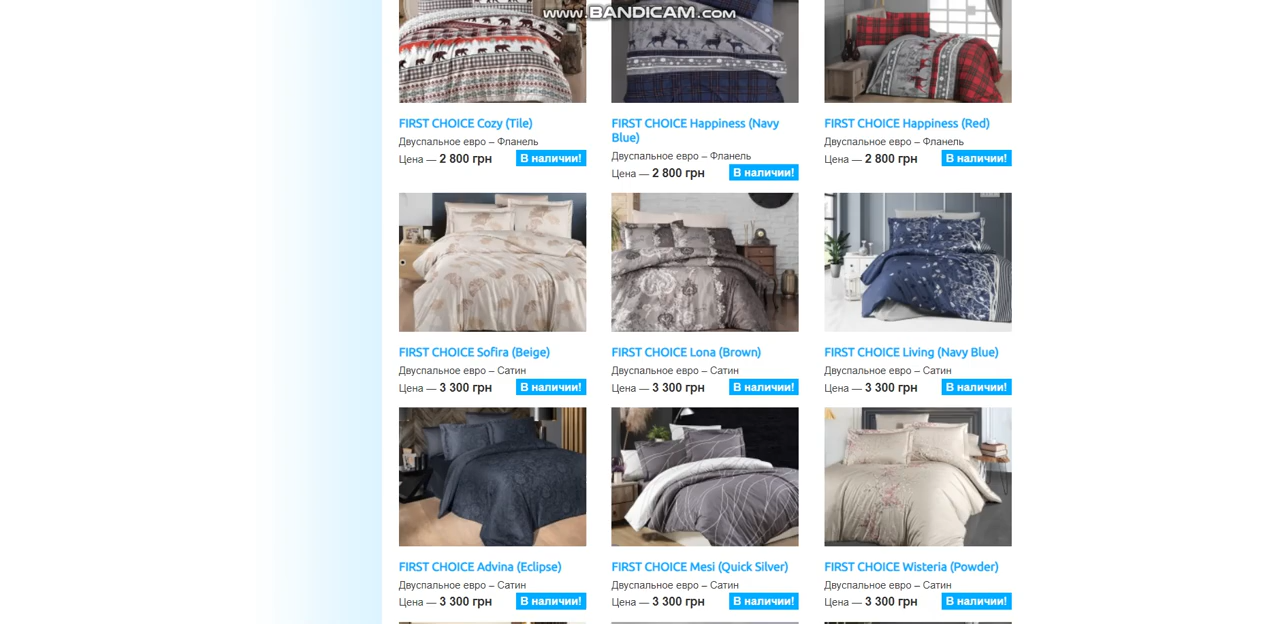 www.BANDICAM.com
FIRST CHOICE Cozy (Tile)
Двуспальное евро – Фланель
Цена — 2 800 грн В наличии!
FIRST CHOICE Happiness (Navy
Blue)
Двуспальное евро – Фланель
Цена — 2 800 грн В наличии!
FIRST CHOICE Happiness (Red)
Двуспальное евро – Фланель
Цена — 2 800 грн В наличии!
FIRST CHOICE Sofira (Beige)
Двуспальное евро – Сатин
Цена — 3 300 грн В наличии!
FIRST CHOICE Lona (Brown)
Двуспальное евро – Сатин
Цена — 3 300 грн В наличии!
FIRST CHOICE Living (Navy Blue)
Двуспальное евро – Сатин
Цена — 3 300 грн В наличии!
FIRST CHOICE Advina (Eclipse)
Двуспальное евро – Сатин
Цена — 3 300 грн В наличии!
FIRST CHOICE Mesi (Quick Silver)
Двуспальное евро – Сатин
Цена — 3 300 грн В наличии!
FIRST CHOICE Wisteria (Powder)
Двуспальное евро – Сатин
Цена — 3 300 грн В наличии!